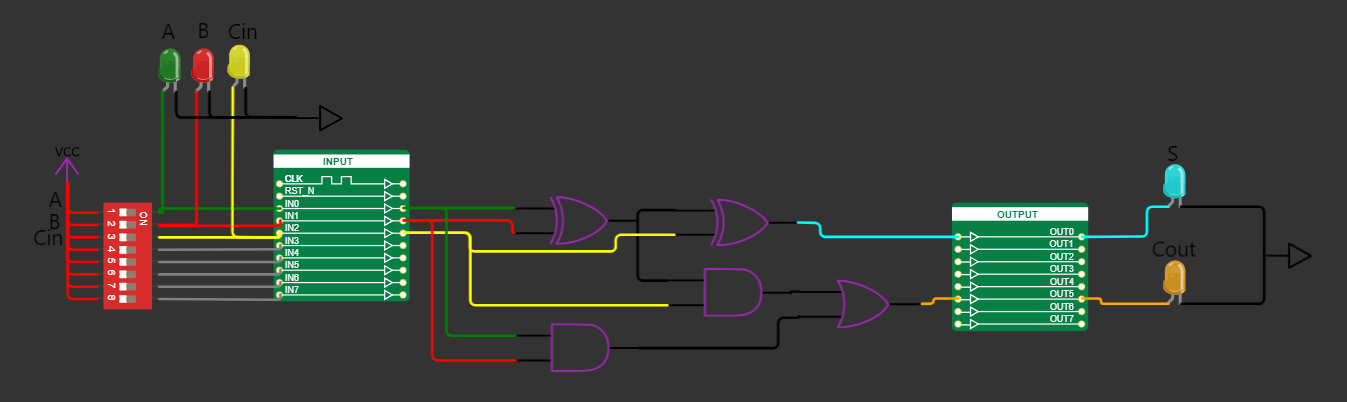 A B Cin
VCC
A
B
Cin
ON
1
2
3
4
5
6
7
8
INPUT
CLK
RST_N
IN0
IN1
IN2
IN3
IN4
IN5
IN6
IN7
OUTPUT
OUT0
OUT1
OUT2
OUT3
OUT4
OUT5
OUT6
OUT7
S
Cout